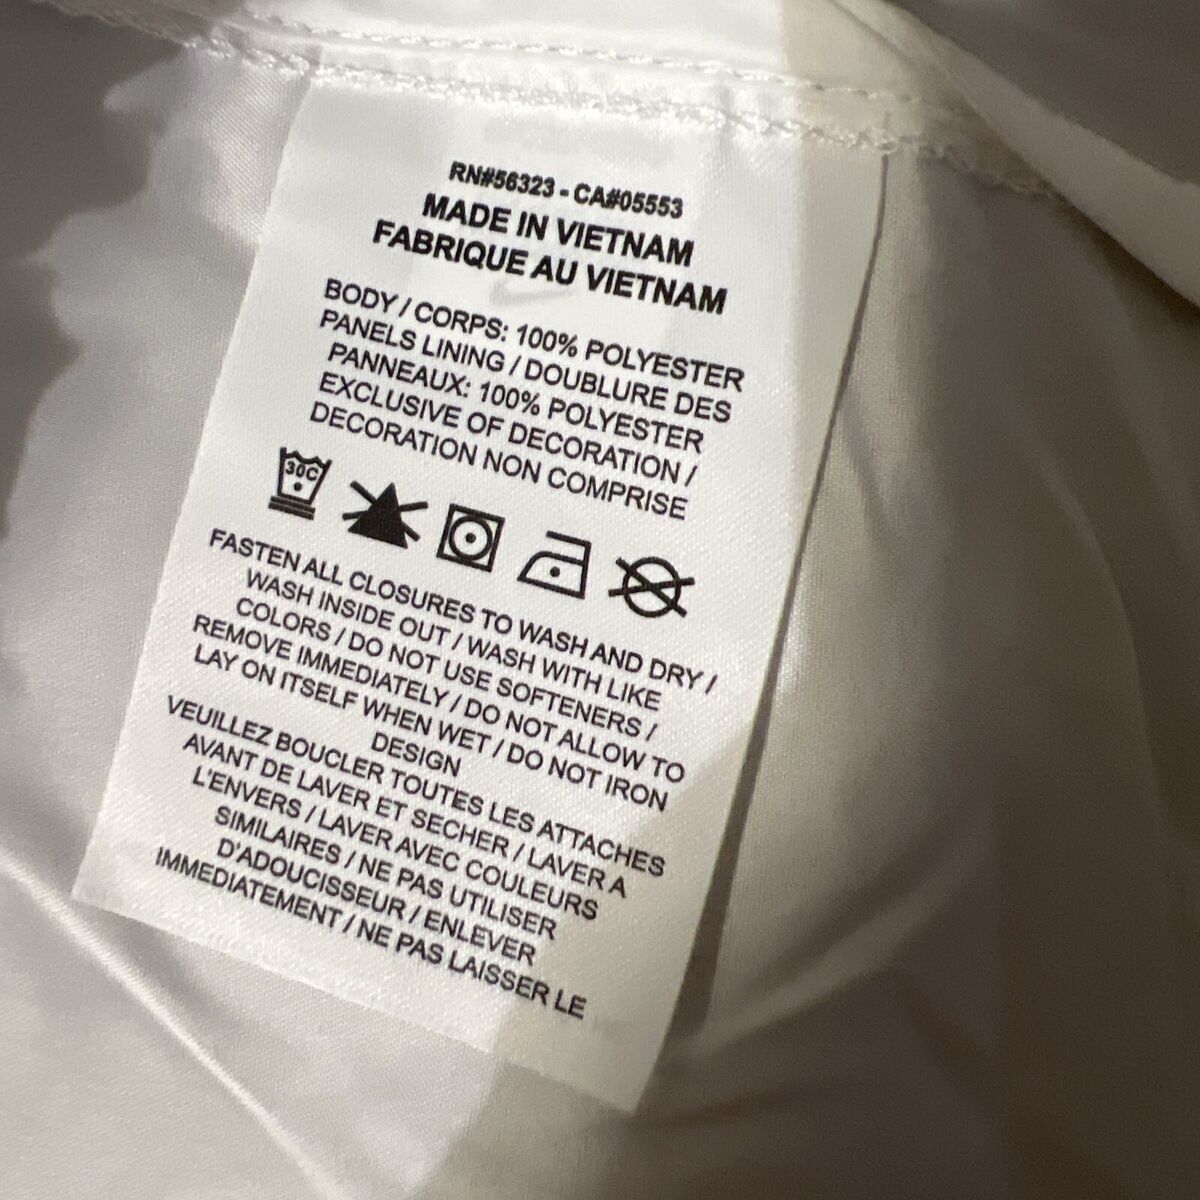 RN#56323 - CA#05553
MADE IN VIETNAM
FABRIQUE AU VIETNAM
BODY / CORPS: 100% POLYESTER
PANELS LINING / DOUBLURE DES
PANNEAUX: 100% POLYESTER
EXCLUSIVE OF DECORATION /
DECORATION NON COMPRISE
30C
FASTEN ALL CLOSURES TO WASH AND DRY /
WASH INSIDE OUT / WASH WITH LIKE
COLORS / DO NOT USE SOFTENERS /
REMOVE IMMEDIATELY / DO NOT ALLOW TO
LAY ON ITSELF WHEN WET / DO NOT IRON
DESIGN
VEUILLEZ BOUCLER TOUTES LES ATTACHES
AVANT DE LAVER ET SECHER / LAVER A
L'ENVERS / LAVER AVEC COULEURS
SIMILAIRES / NE PAS UTILISER
D'ADOUCISSEUR / ENLEVER
IMMEDIATEMENT / NE PAS LAISSER LE